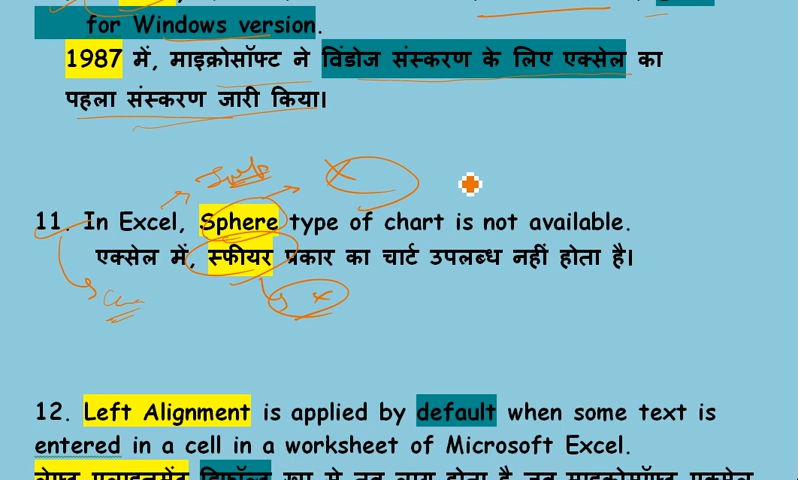 for Windows version.
1987 में, माइक्रोसॉफ्ट ने विंडोज संस्करण के लिए एक्सेल का
पहला संस्करण जारी किया।
11. In Excel, Sphere type of chart is not available.
एक्सेल में, स्फीयर प्रकार का चार्ट उपलब्ध नहीं होता है।
12. Left Alignment is applied by default when some text is
entered in a cell in a worksheet of Microsoft Excel.